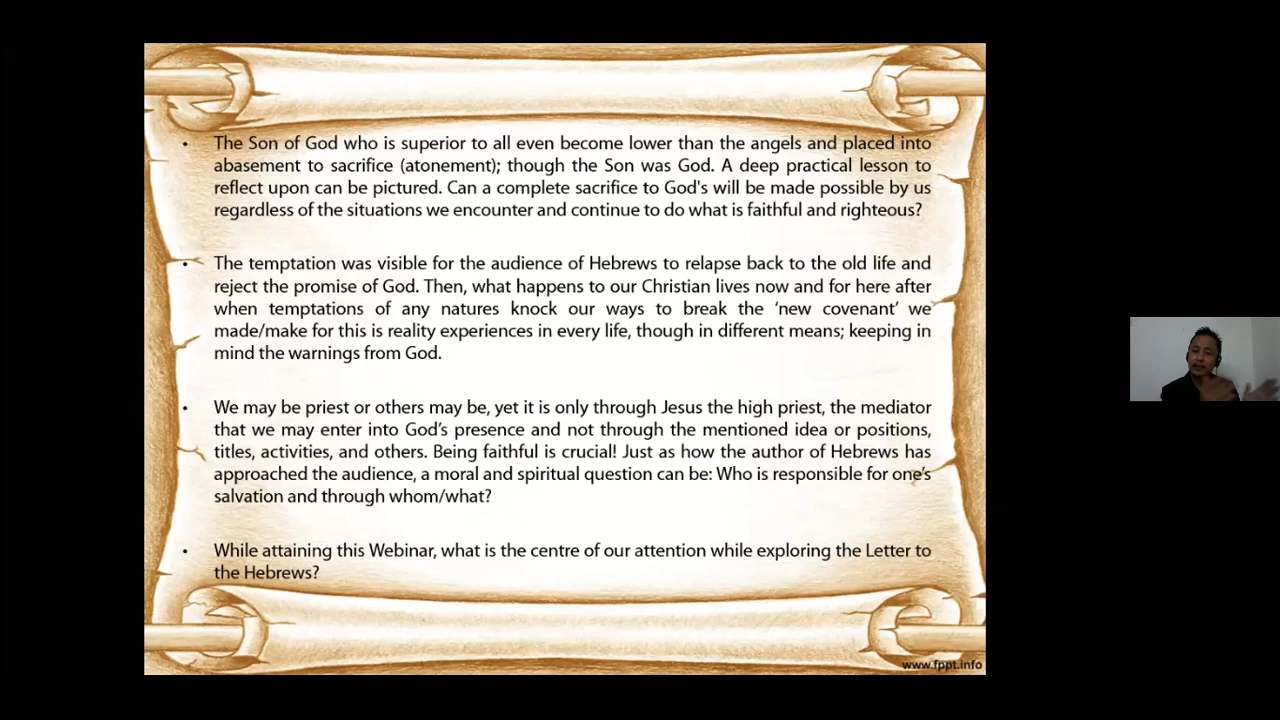 • The Son of God who is superior to all even become lower than the angels and placed into
abasement to sacrifice (atonement); though the Son was God. A deep practical lesson to
reflect upon can be pictured. Can a complete sacrifice to God's will be made possible by us
regardless of the situations we encounter and continue to do what is faithful and righteous?
• The temptation was visible for the audience of Hebrews to relapse back to the old life and
reject the promise of God. Then, what happens to our Christian lives now and for here after
when temptations of any natures knock our ways to break the ‘new covenant’ we
made/make for this is reality experiences in every life, though in different means; keeping in
mind the warnings from God.
• We may be priest or others may be, yet it is only through Jesus the high priest, the mediator
that we may enter into God’s presence and not through the mentioned idea or positions,
titles, activities, and others. Being faithful is crucial! Just as how the author of Hebrews has
approached the audience, a moral and spiritual question can be: Who is responsible for one’s
salvation and through whom/what?
• While attaining this Webinar, what is the centre of our attention while exploring the Letter to
the Hebrews?
www.fppt.info